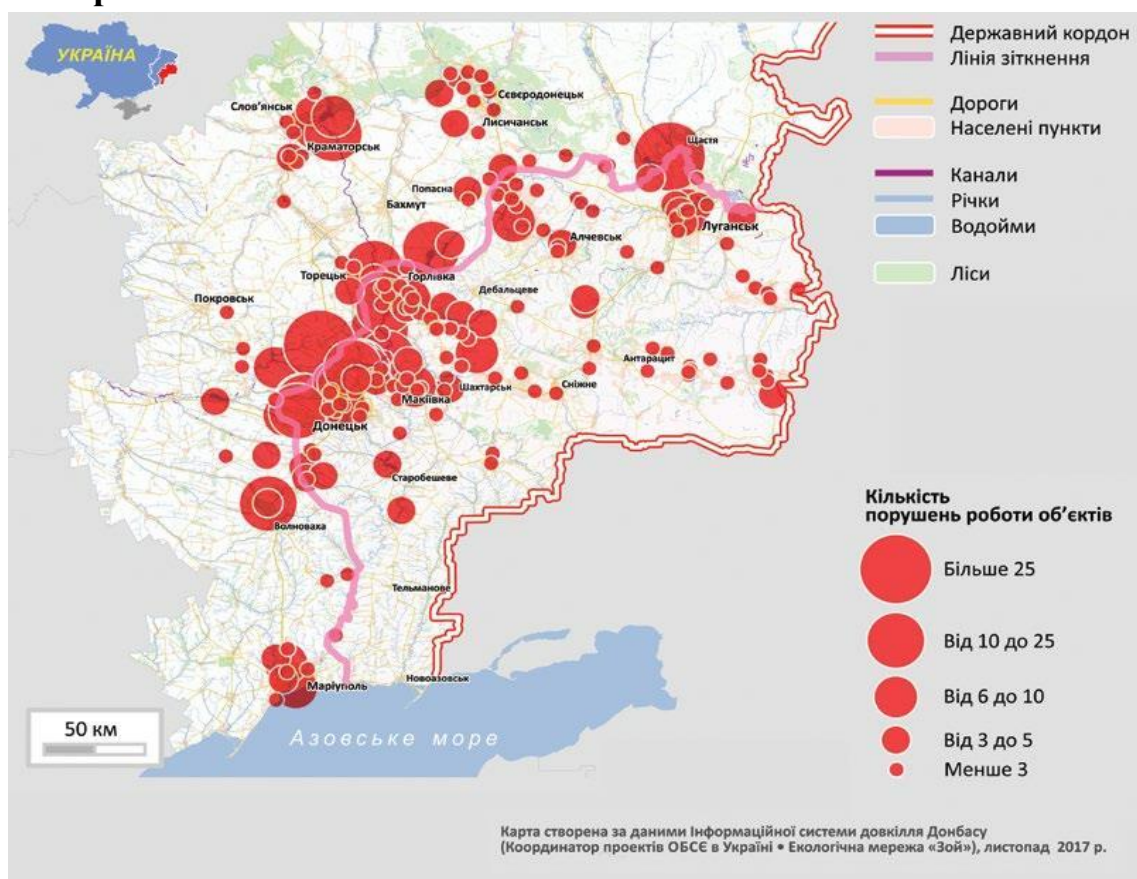 УКРАЇНА
Державний кордон
Лінія зіткнення
Дороги
Населені пункти
Канали
Річки
Водойми
Ліси
Сєвєродонецьк
Слов'янськ
Лисичанськ
Щастя
Краматорськ
Попасна
Бахмут
Луганськ
Алчевськ
Торецьк
Горлівка
Дебальцеве
Покровськ
Антрацит
Сніжне
Шахтарськ
Макіївка
Донецьк
Старобешеве
Волноваха
Тельманове
Новоазовськ
Маріуполь
Азовське море
50 км
Кількість
порушень роботи об'єктів
Більше 25
Від 10 до 25
Від 6 до 10
Від 3 до 5
Менше 3
Карта створена за даними Інформаційної системи довкілля Донбасу
(Координатор проектів ОБСЄ в Україні • Екологічна мережа «Зой»), листопад 2017 р.